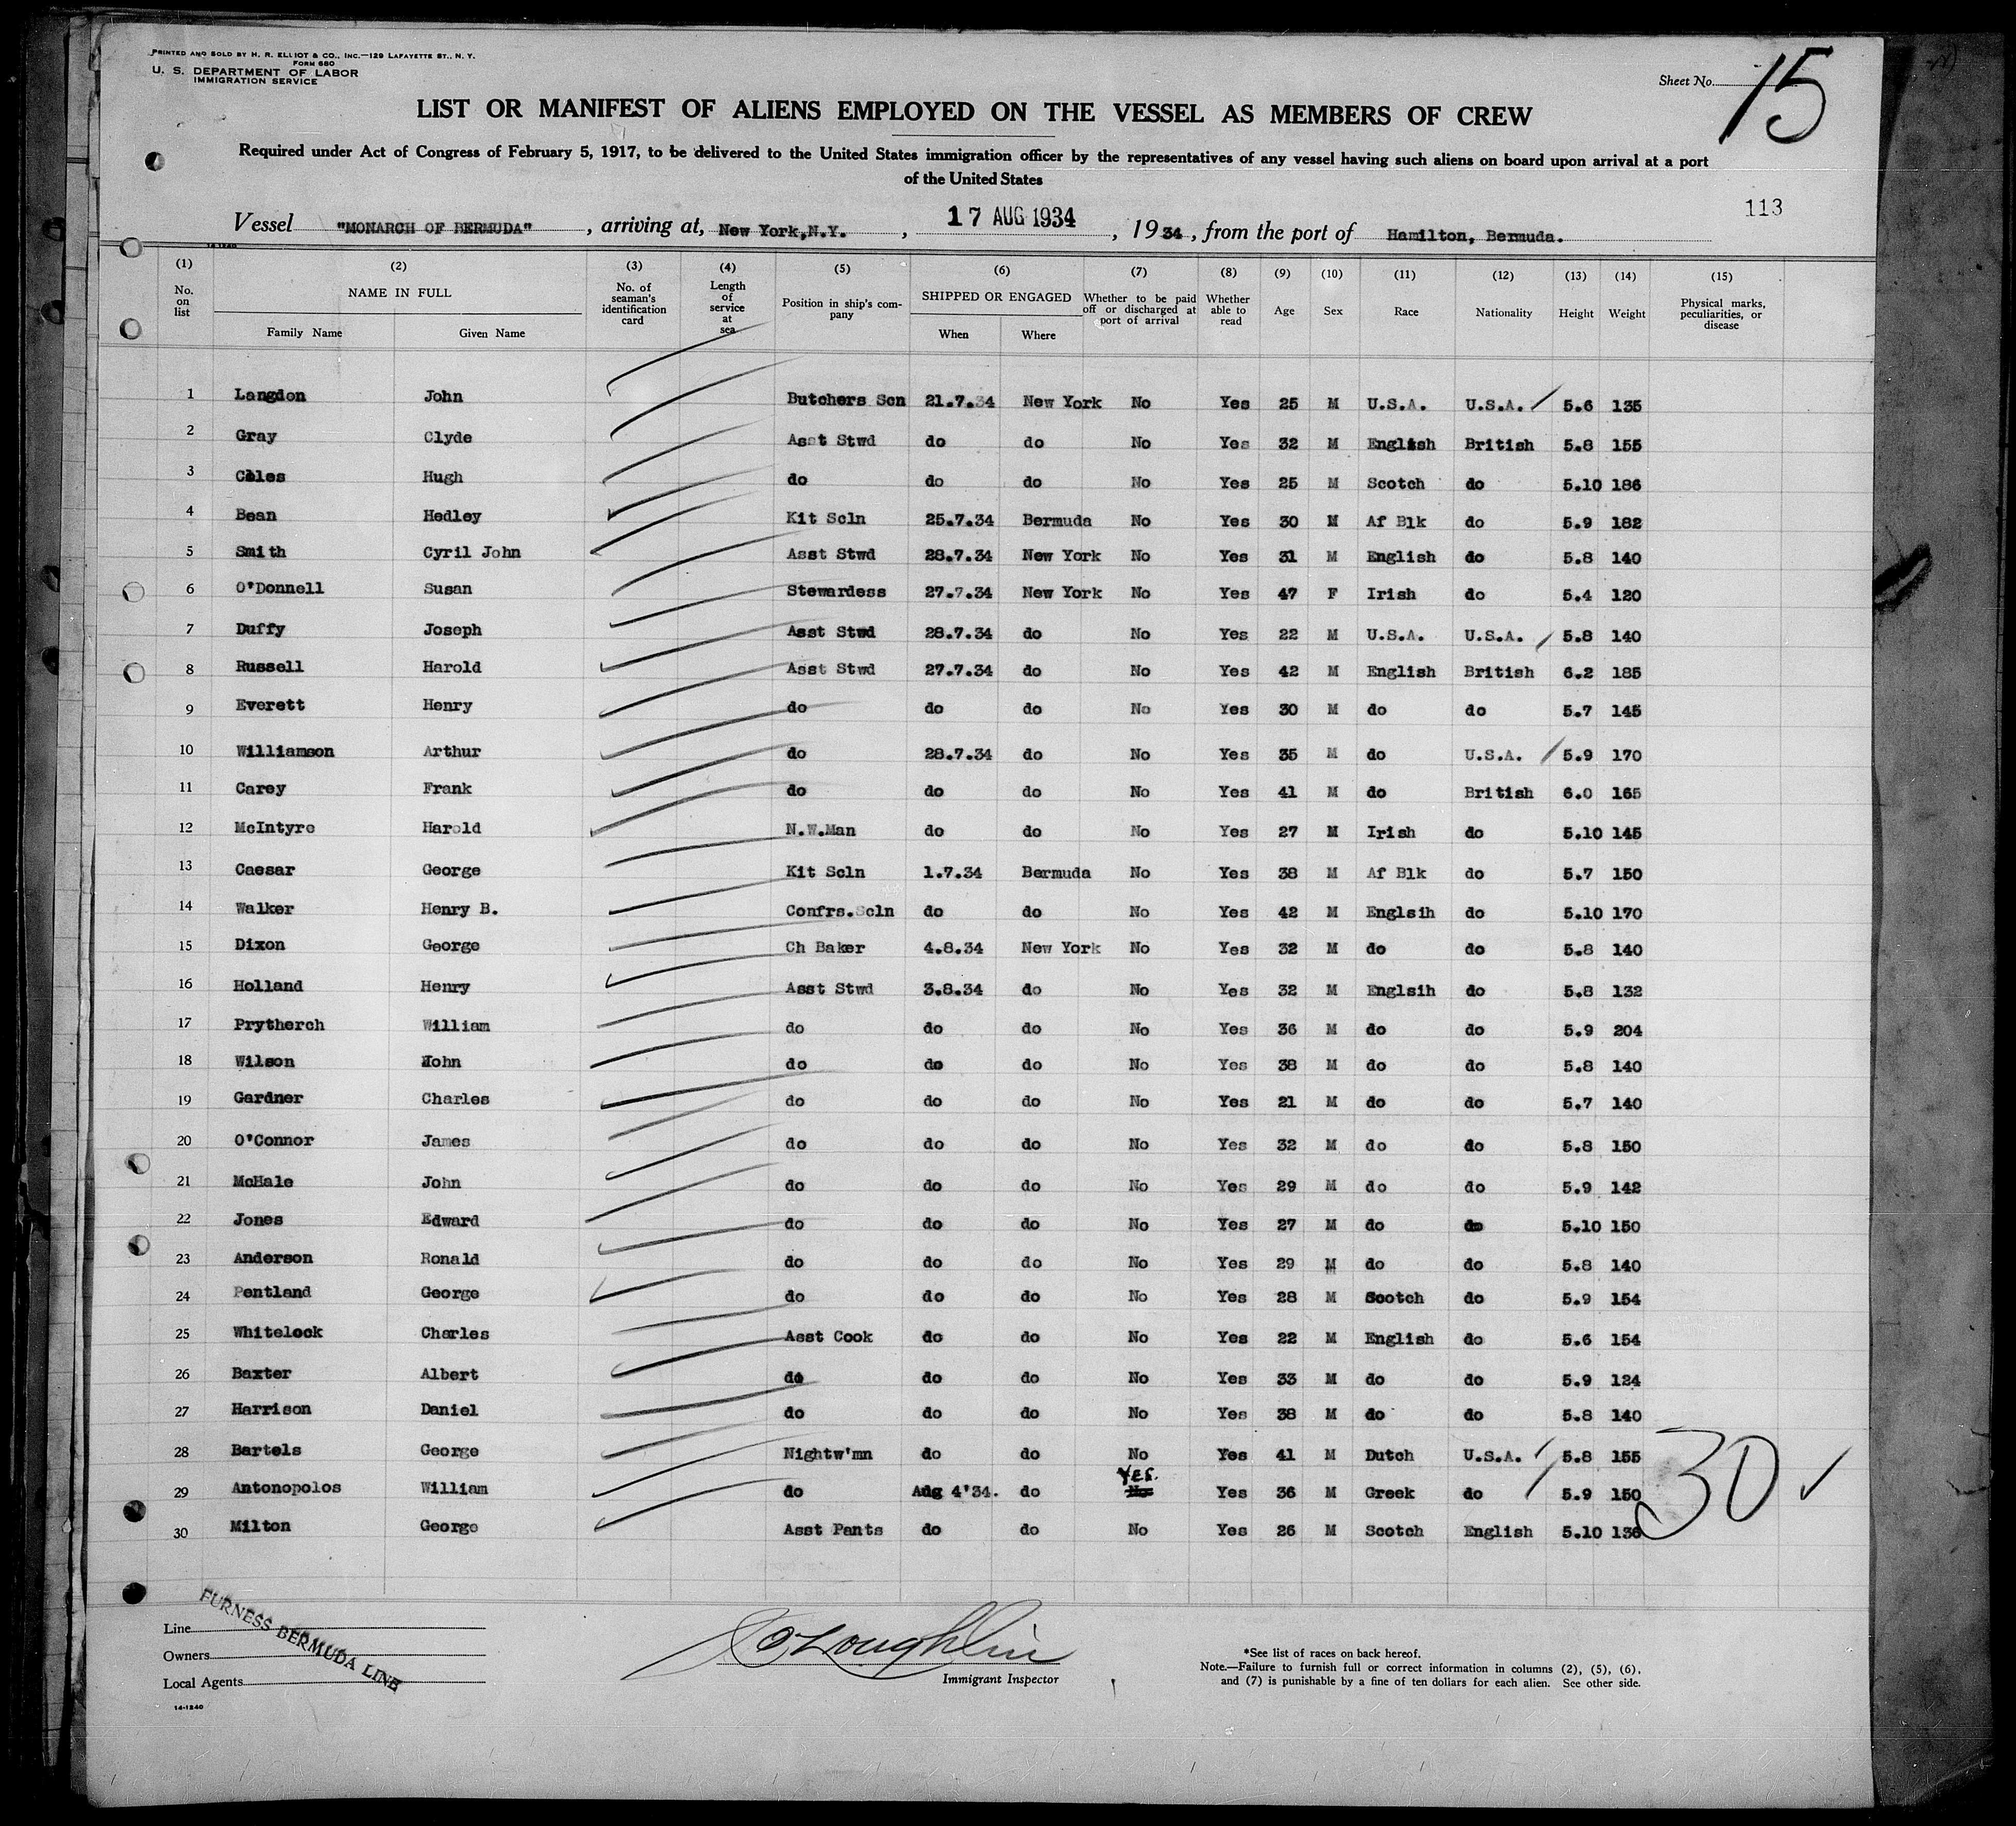 PRINTED AND SOLD BY H. R. ELLIOT & CO., INC.—129 LAFAYETTE ST., N. Y.
FORM 680
U. S. DEPARTMENT OF LABOR
IMMIGRATION SERVICE
Sheet No. 15
LIST OR MANIFEST OF ALIENS EMPLOYED ON THE VESSEL AS MEMBERS OF CREW
Required under Act of Congress of February 5, 1917, to be delivered to the United States immigration officer by the representatives of any vessel having such aliens on board upon arrival at a port
of the United States
113
Vessel "MONARCH OF BERMUDA", arriving at, New York,N.Y., 17 AUG 1934, 1934, from the port of Hamilton, Bermuda.
14-1240
(1) (2) (3) (4) (5) (6) (7) (8) (9) (10) (11) (12) (13) (14) (15)
No. on list NAME IN FULL Family Name Given Name No. of seaman's identification card Length of service at sea Position in ship's company SHIPPED OR ENGAGED When Where Whether to be paid off or discharged at port of arrival Whether able to read Age Sex Race Nationality Height Weight Physical marks, peculiarities, or disease
1 Langdon John Butchers Scn 21.7.34 New York No Yes 25 M U.S.A. U.S.A. 5.6 135
2 Gray Clyde Asst Stwd do do No Yes 32 M English British 5.8 155
3 Coles Hugh do do do No Yes 25 M Scotch do 5.10 186
4 Bean Hedley Kit Scln 25.7.34 Bermuda No Yes 30 M Af Blk do 5.9 182
5 Smith Cyril John Asst Stwd 28.7.34 New York No Yes 31 M English do 5.8 140
6 O'Donnell Susan Stewardess 27.7.34 New York No Yes 47 F Irish do 5.4 120
7 Duffy Joseph Asst Stwd 28.7.34 do No Yes 22 M U.S.A. U.S.A. 5.8 140
8 Russell Harold Asst Stwd 27.7.34 do No Yes 42 M English British 6.2 185
9 Everett Henry do do do No Yes 30 M do do 5.7 145
10 Williamson Arthur do 28.7.34 do No Yes 35 M do U.S.A. 5.9 170
11 Carey Frank do do do No Yes 41 M do British 6.0 165
12 McIntyre Harold N.W.Man do do No Yes 27 M Irish do 5.10 145
13 Caesar George Kit Scln 1.7.34 Bermuda No Yes 38 M Af Blk do 5.7 150
14 Walker Henry B. Confrs.Scln do do No Yes 42 M Englsih do 5.10 170
15 Dixon George Ch Baker 4.8.34 New York No Yes 32 M do do 5.8 140
16 Holland Henry Asst Stwd 3.8.34 do No Yes 32 M Englsih do 5.8 132
17 Prytherch William do do do No Yes 36 M do do 5.9 204
18 Wilson John do do do No Yes 38 M do do 5.8 140
19 Gardner Charles do do do No Yes 21 M do do 5.7 140
20 O'Connor James do do do No Yes 32 M do do 5.8 150
21 McHale John do do do No Yes 29 M do do 5.9 142
22 Jones Edward do do do No Yes 27 M do do 5.10 150
23 Anderson Ronald do do do No Yes 29 M do do 5.8 140
24 Pentland George do do do No Yes 28 M Scotch do 5.9 154
25 Whitelock Charles Asst Cook do do No Yes 22 M English do 5.6 154
26 Baxter Albert do do do No Yes 33 M do do 5.9 124
27 Harrison Daniel do do do No Yes 38 M do do 5.8 140
28 Bartels George Nightw'mn do do No Yes 41 M Dutch U.S.A. 5.8 155
29 Antonopolos William do Aug 4'34. do YES. No Yes 36 M Greek do 5.9 150
30 Milton George Asst Pants do do No Yes 26 M Scotch English 5.10 136
30 ✓
Line
Owners
Local Agents
FURNESS BERMUDA LINE
14-1240
O'Loughlin
Immigrant Inspector
*See list of races on back hereof.
Note.—Failure to furnish full or correct information in columns (2), (5), (6),
and (7) is punishable by a fine of ten dollars for each alien. See other side.